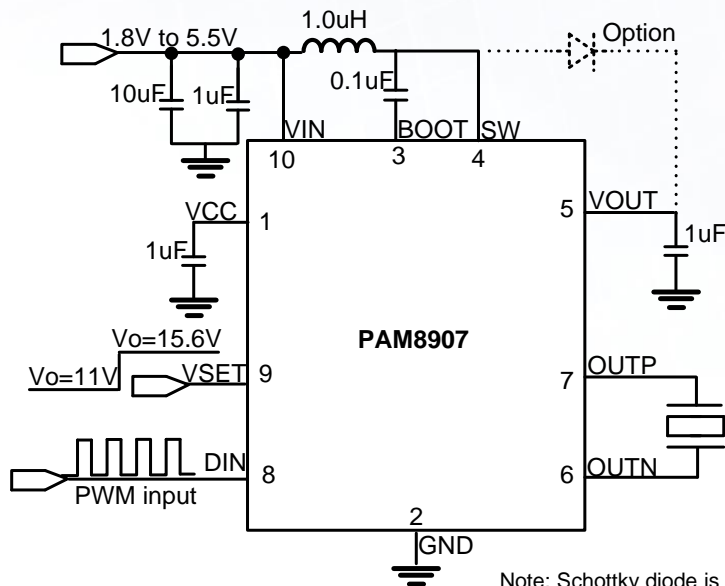 1.8V to 5.5V
1.0uH
Option
10uF
1uF
0.1uF
VIN
BOOT
SW
10
3
4
VCC
1
5
VOUT
1uF
1uF
PAM8907
Vo=15.6V
Vo=11V
VSET
9
7
OUTP
DIN
8
6
OUTN
PWM input
2
GND
Note: Schottky diode is